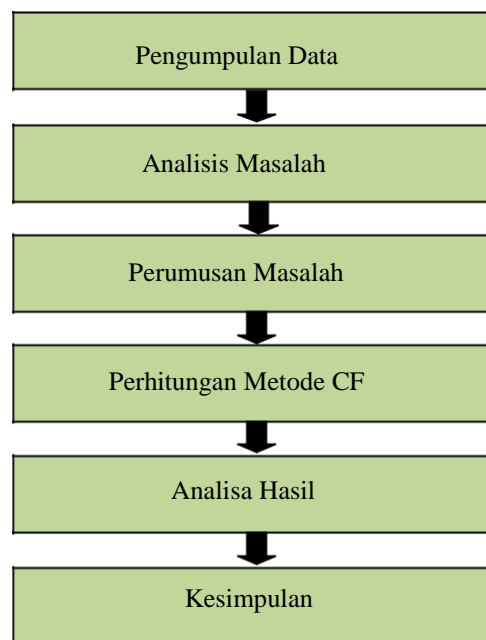 Pengumpulan Data
Analisis Masalah
Perumusan Masalah
Perhitungan Metode CF
Analisa Hasil
Kesimpulan